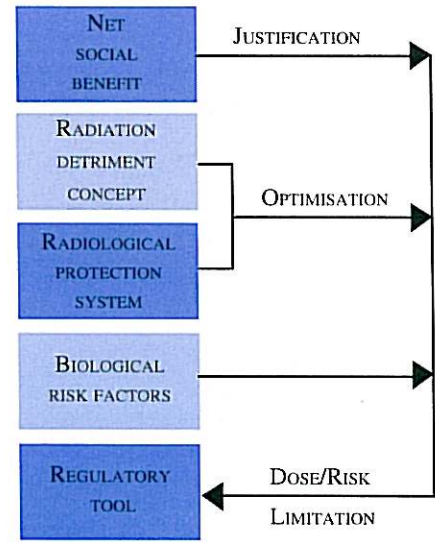 NET
SOCIAL
BENEFIT
JUSTIFICATION
RADIATION
DETRIMENT
CONCEPT
OPTIMISATION
RADIOLOGICAL
PROTECTION
SYSTEM
BIOLOGICAL
RISK FACTORS
REGULATORY
TOOL
DOSE/RISK
LIMITATION